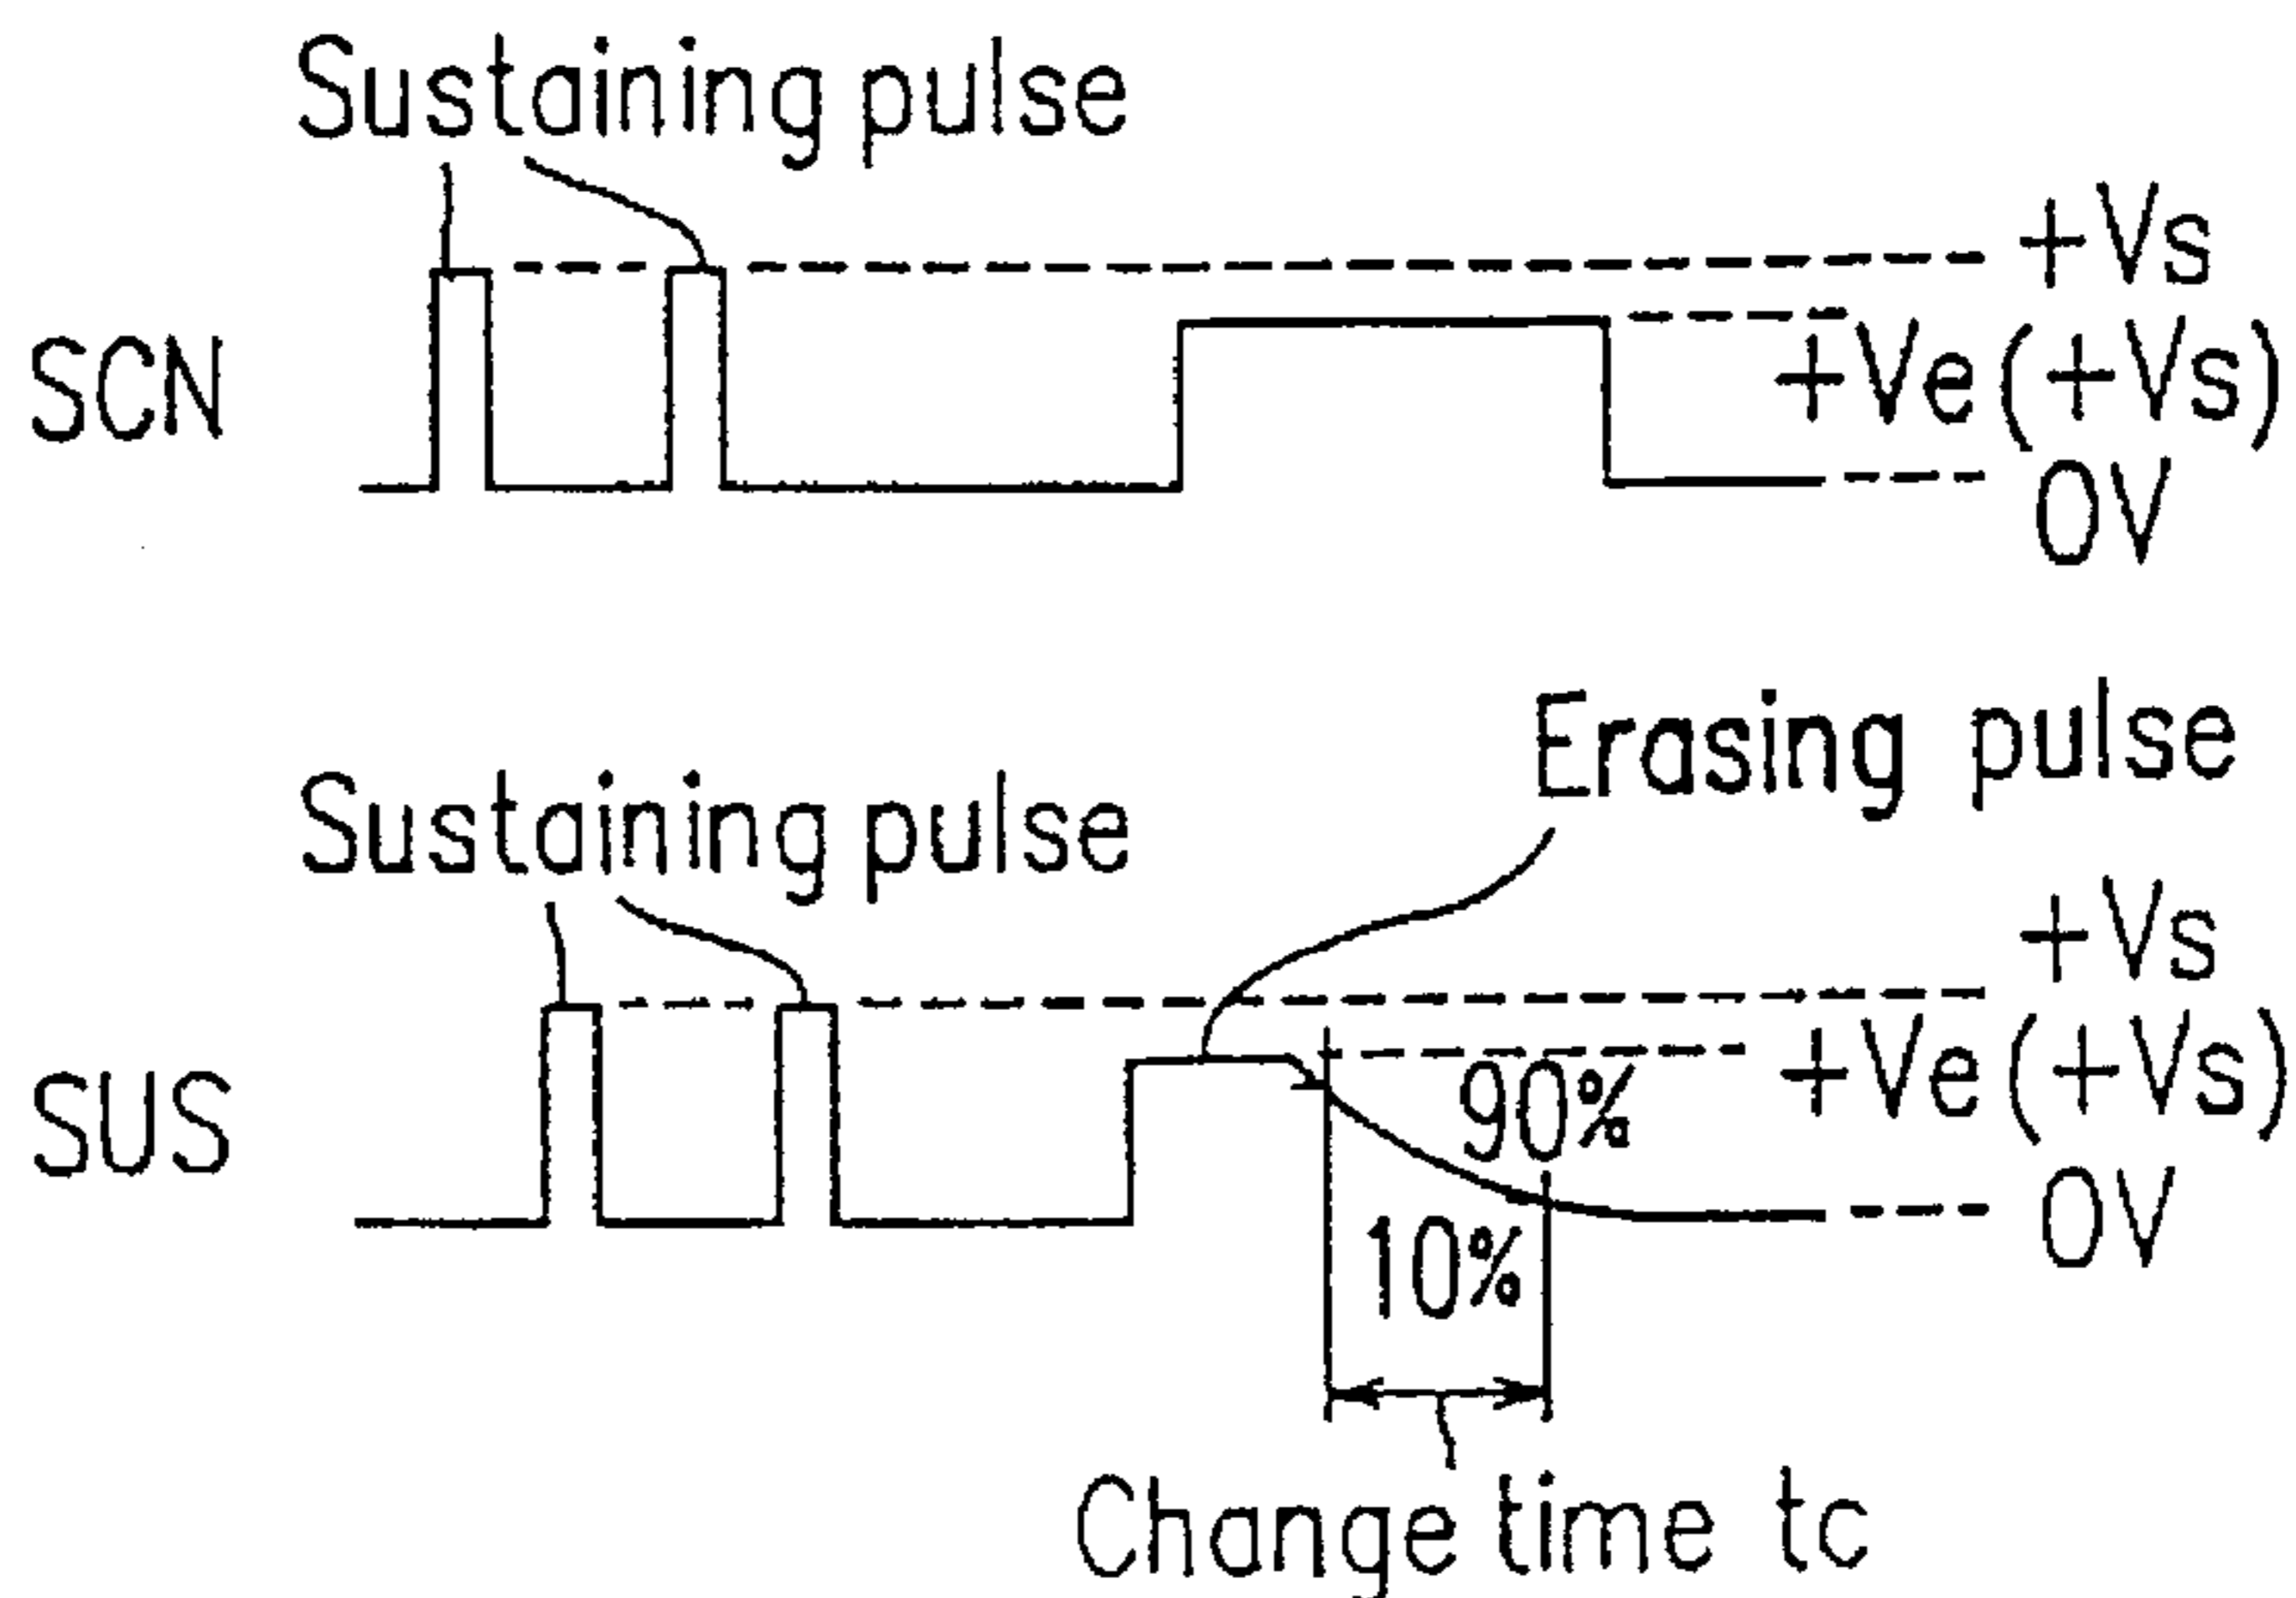 Sustaining pulse
+Vs
SCN
+Ve(+Vs)
0V
Erasing pulse
Sustaining pulse
+Vs
SUS
90%
+Ve(+Vs)
0V
10%
Change time tc